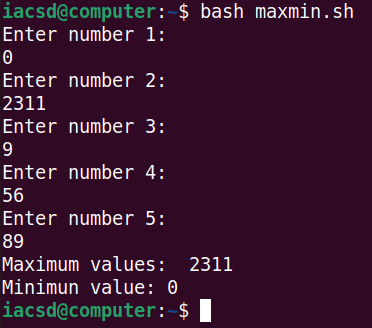 iacsd@computer:~$ bash maxmin.sh
Enter number 1:
0
Enter number 2:
2311
Enter number 3:
9
Enter number 4:
56
Enter number 5:
89
Maximum values:  2311
Minimun value: 0
iacsd@computer:~$